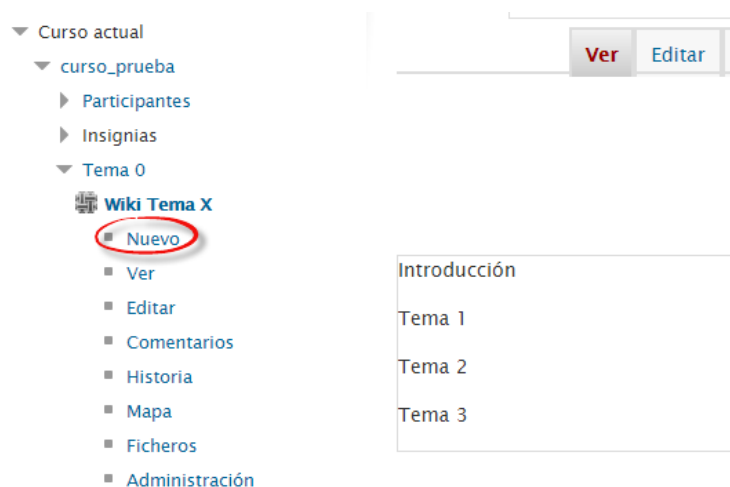 Curso actual
curso_prueba
Participantes
Insignias
Tema 0
Wiki Tema X
Nuevo
Ver
Editar
Comentarios
Historia
Mapa
Ficheros
Administración
Ver
Editar
Introducción
Tema 1
Tema 2
Tema 3